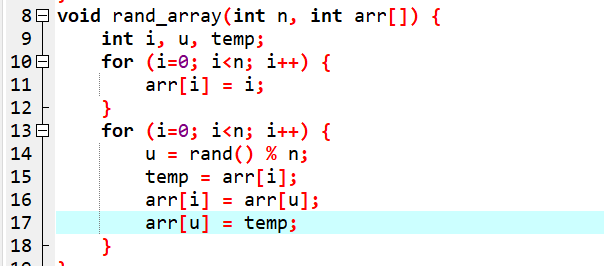 8 void rand_array(int n, int arr[]) {
9 int i, u, temp;
10 for (i=0; i<n; i++) {
11 arr[i] = i;
12 }
13 for (i=0; i<n; i++) {
14 u = rand() % n;
15 temp = arr[i];
16 arr[i] = arr[u];
17 arr[u] = temp;
18 }